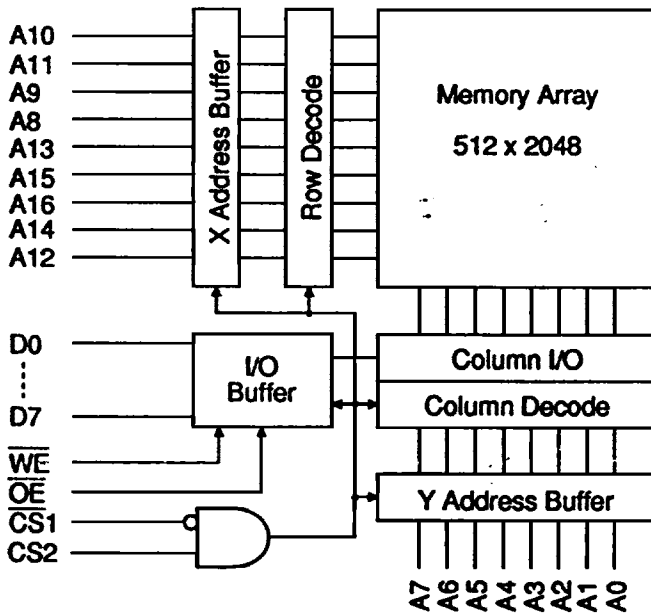 A10
A11
A9
A8
A13
A15
A16
A14
A12
X Address Buffer
Row Decode
Memory Array
512 x 2048
D0
D7
I/O
Buffer
Column I/O
Column Decode
WE
OE
CS1
CS2
Y Address Buffer
A7
A6
A5
A4
A3
A2
A1
A0